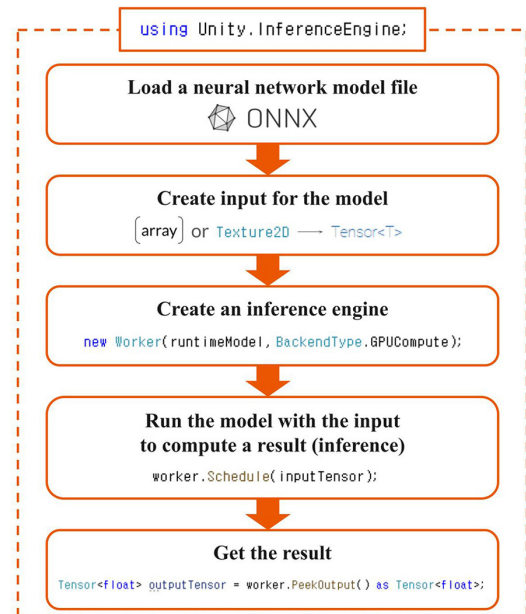 using Unity.InferenceEngine;
Load a neural network model file
ONNX
Create input for the model
[array] or Texture2D → Tensor<T>
Create an inference engine
new Worker(runtimeModel, BackendType.GPUCompute);
Run the model with the input
to compute a result (inference)
worker.Schedule(inputTensor);
Get the result
Tensor<float> outputTensor = worker.PeekOutput() as Tensor<float>;